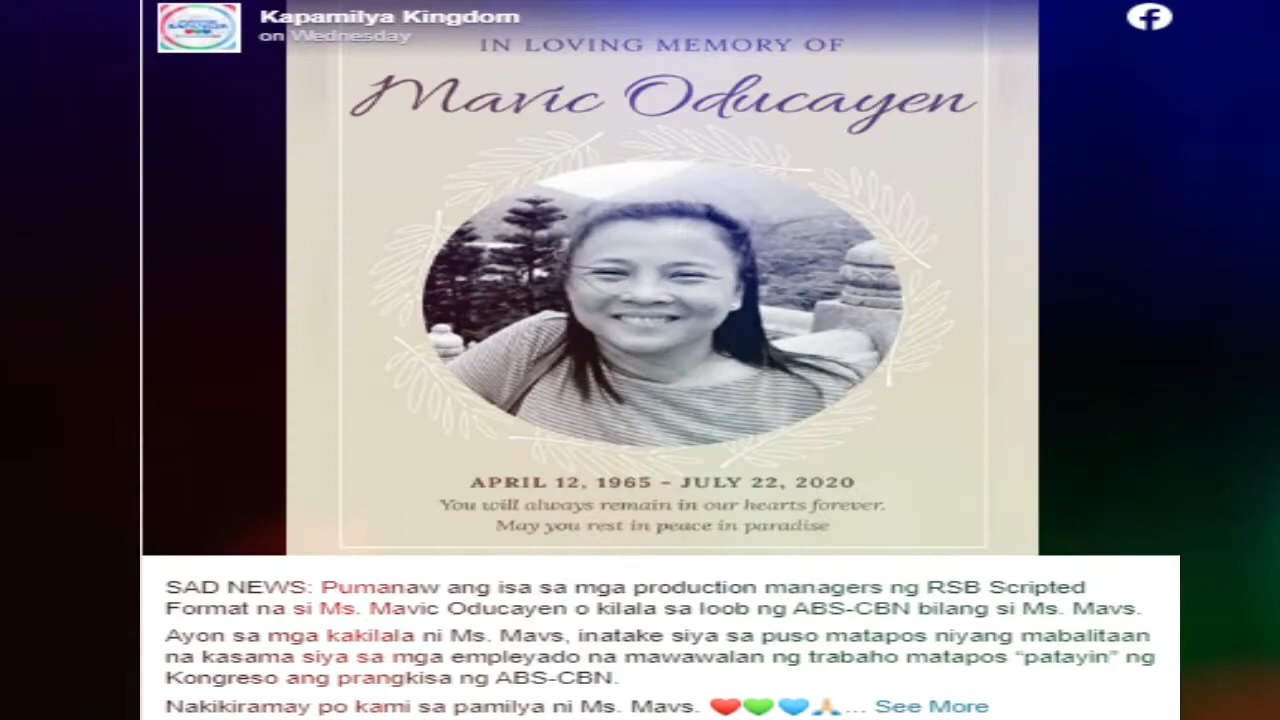 Kapamilya Kingdom
on Wednesday
IN LOVING MEMORY OF
Mavic Oducayen
APRIL 12, 1965 – JULY 22, 2020
You will always remain in our hearts forever.
May you rest in peace in paradise
SAD NEWS: Pumanaw ang isa sa mga production managers ng RSB Scripted
Format na si Ms. Mavic Oducayen o kilala sa loob ng ABS-CBN bilang si Ms. Mavs.
Ayon sa mga kakilala ni Ms. Mavs, inatake siya sa puso matapos niyang mabalitaan
na kasama siya sa mga empleyado na mawawalan ng trabaho matapos “patayin” ng
Kongreso ang prangkisa ng ABS-CBN.
Nakikiramay po kami sa pamilya ni Ms. Mavs. ❤️💚💙🙏... See More